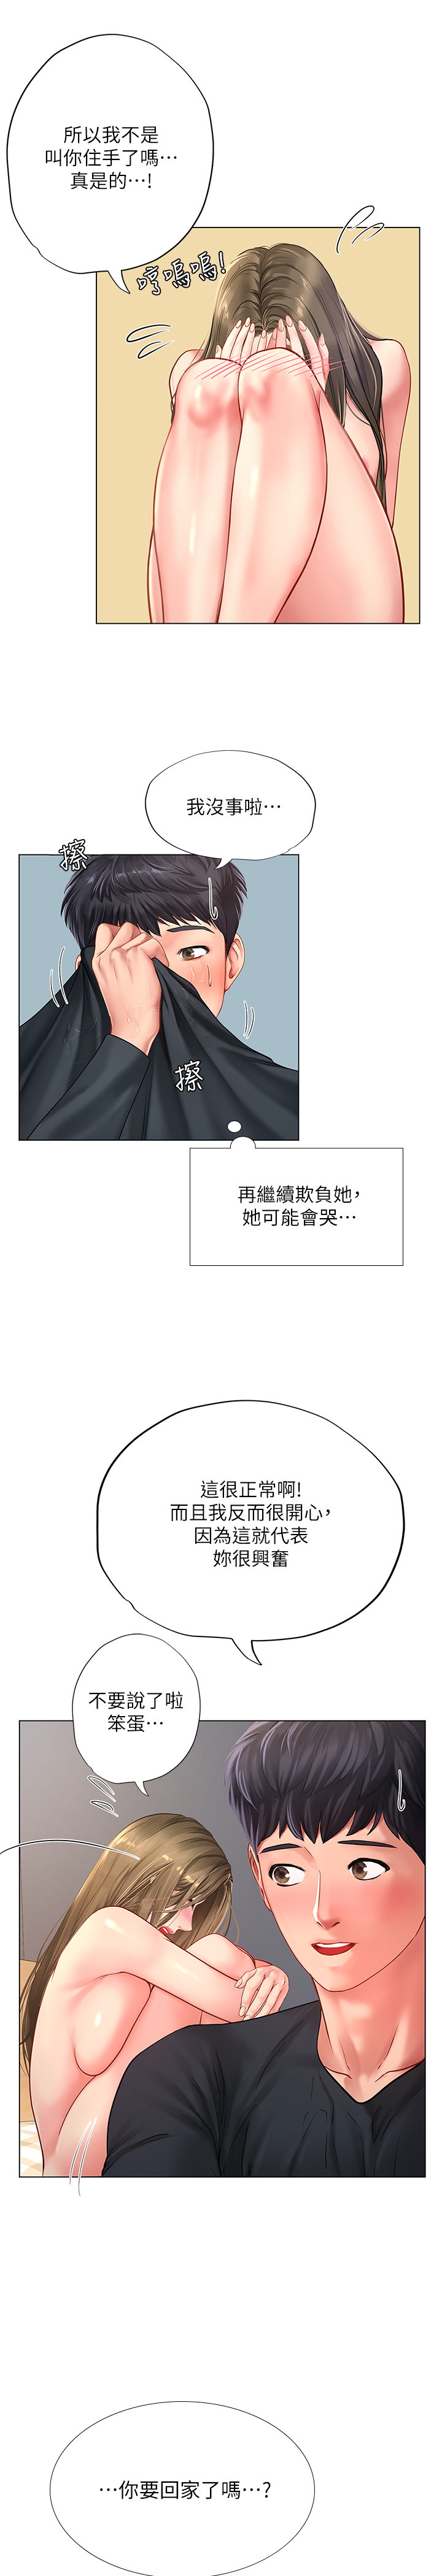 所以我不是
叫你住手了嗎⋯
真是的⋯!
哼嗚嗚!
我沒事啦⋯
擦
擦
再繼續欺負她，
她可能會哭⋯
這很正常啊!
而且我反而很開心，
因為這就代表
妳很興奮
不要說了啦
笨蛋⋯
⋯你要回家了嗎⋯?